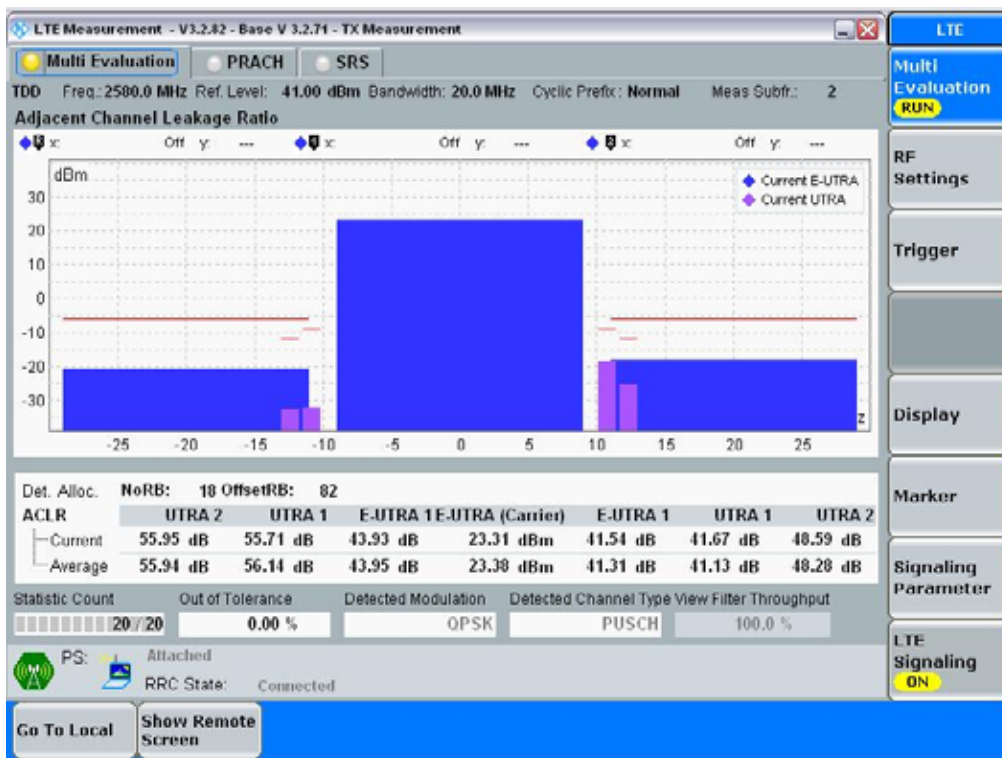 LTE Measurement - V3.2.82 - Base V 3.2.71 - TX Measurement
LTE
Multi Evaluation PRACH SRS
Multi Evaluation RUN
TDD Freq.: 2580.0 MHz Ref. Level: 41.00 dBm Bandwidth: 20.0 MHz Cyclic Prefix: Normal Meas Subfr.: 2
Adjacent Channel Leakage Ratio
x: Off y: --- x: Off y: --- x: Off y: ---
dBm
Current E-UTRA
Current UTRA
30
20
10
0
-10
-20
-30
z
-25 -20 -15 -10 -5 0 5 10 15 20 25
RF Settings
Trigger
Display
Marker
Signaling Parameter
LTE Signaling ON
Det. Alloc. NoRB: 18 OffsetRB: 82
ACLR UTRA 2 UTRA 1 E-UTRA 1 E-UTRA (Carrier) E-UTRA 1 UTRA 1 UTRA 2
Current 55.95 dB 55.71 dB 43.93 dB 23.31 dBm 41.54 dB 41.67 dB 48.59 dB
Average 55.94 dB 56.14 dB 43.95 dB 23.38 dBm 41.31 dB 41.13 dB 48.28 dB
Statistic Count Out of Tolerance Detected Modulation Detected Channel Type View Filter Throughput
20 / 20 0.00 % QPSK PUSCH 100.0 %
PS: Attached
RRC State: Connected
Go To Local Show Remote Screen